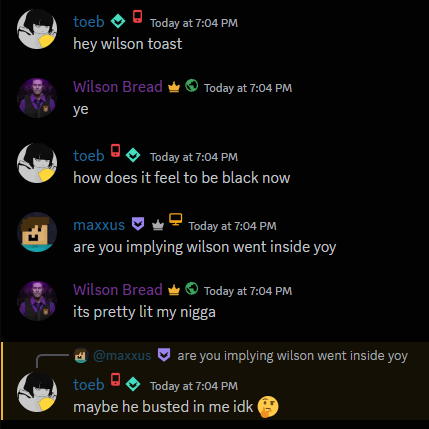 toeb Today at 7:04 PM
hey wilson toast
Wilson Bread Today at 7:04 PM
ye
toeb Today at 7:04 PM
how does it feel to be black now
maxxus Today at 7:04 PM
are you implying wilson went inside yoy
Wilson Bread Today at 7:04 PM
its pretty lit my nigga
@maxxus are you implying wilson went inside yoy
toeb Today at 7:04 PM
maybe he busted in me idk 🤔